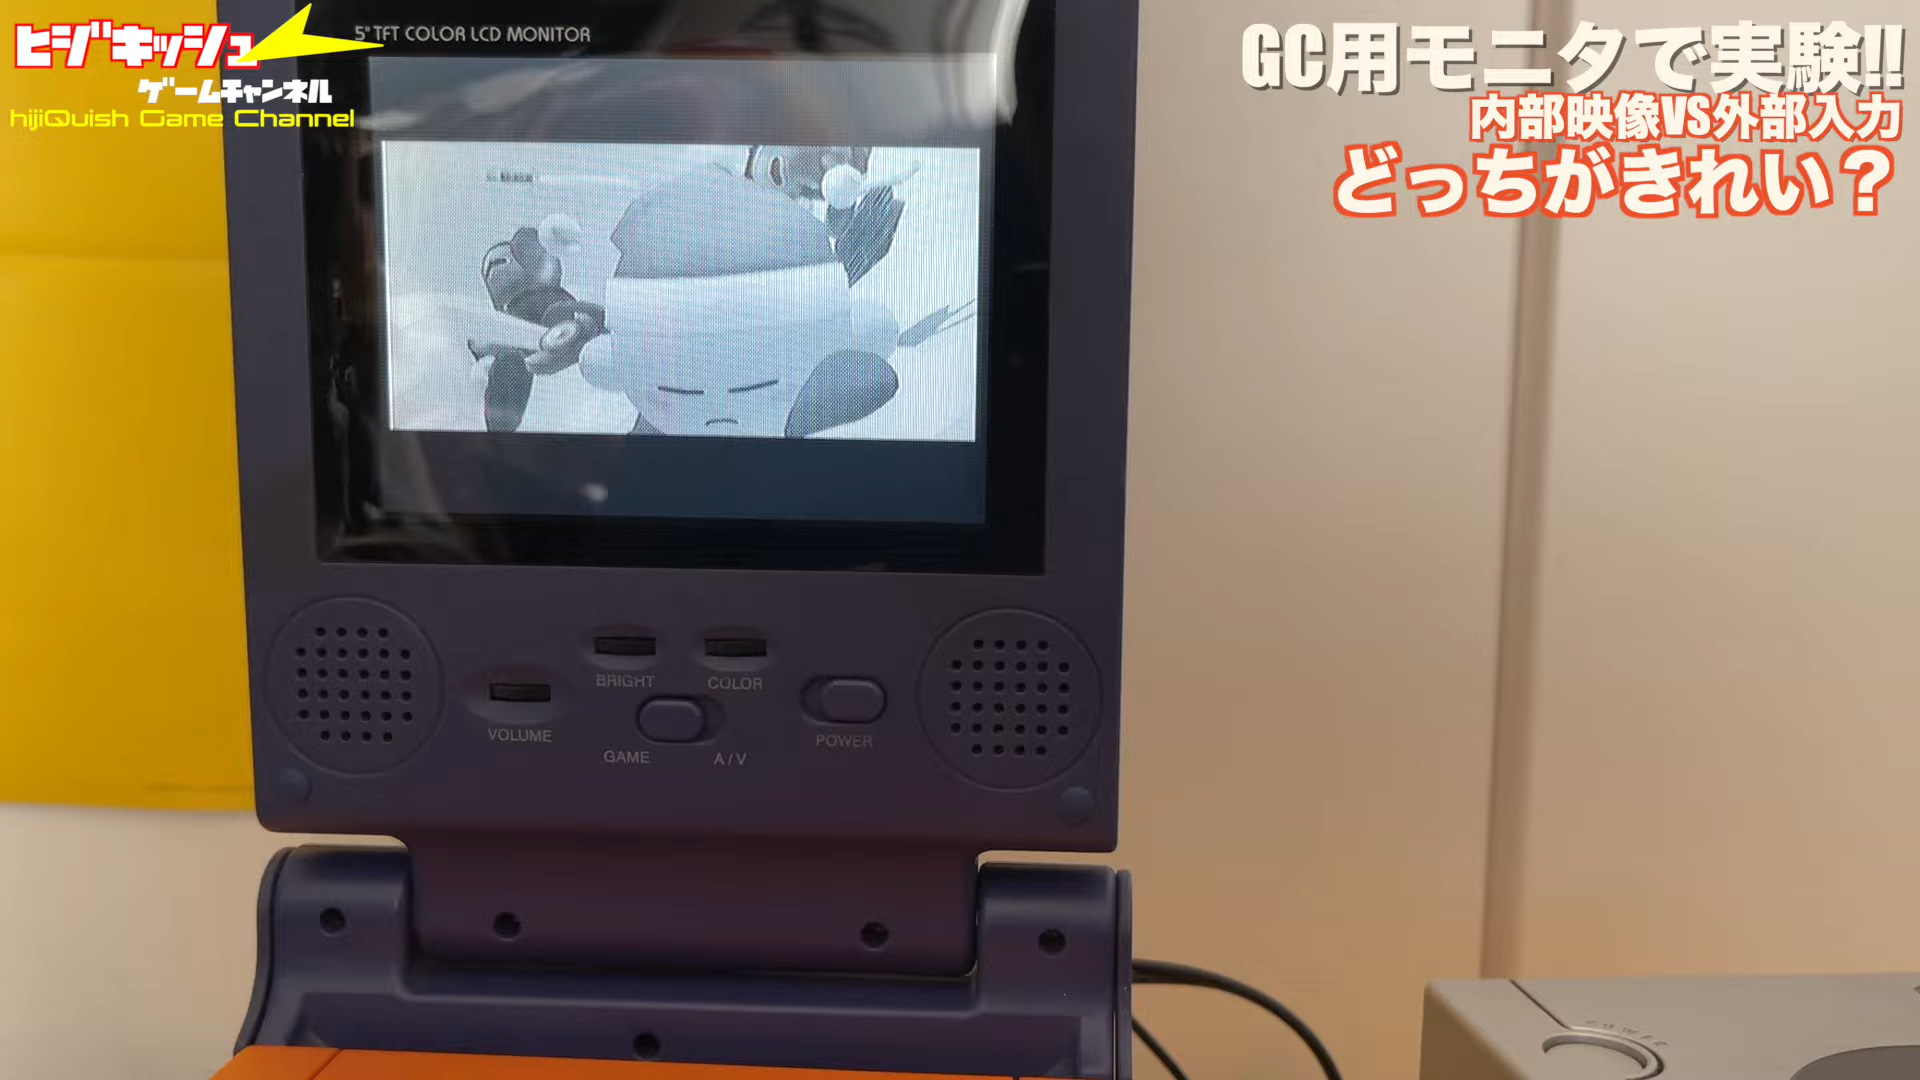 ヒジキッシュ
ゲームチャンネル
hijiQuish Game Channel
GC用モニタで実験!!
内部映像VS外部入力
どっちがきれい？
5" TFT COLOR LCD MONITOR
BRIGHT
COLOR
VOLUME
GAME
A / V
POWER
POWER